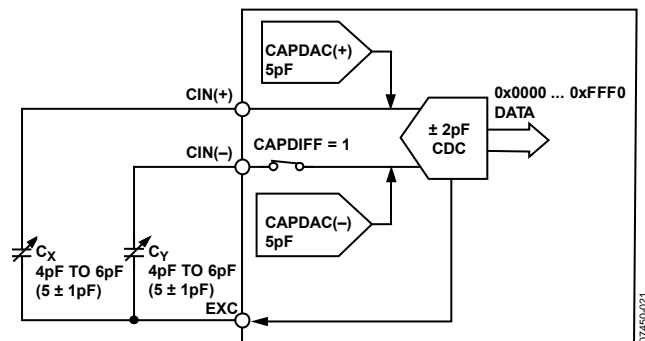 CAPDAC(+)
5pF
0x0000 ... 0xFFF0
DATA
CIN(+)
± 2pF
CDC
CAPDIFF = 1
CIN(–)
CAPDAC(–)
5pF
CX
4pF TO 6pF
(5 ± 1pF)
CY
4pF TO 6pF
(5 ± 1pF)
EXC
07450-021